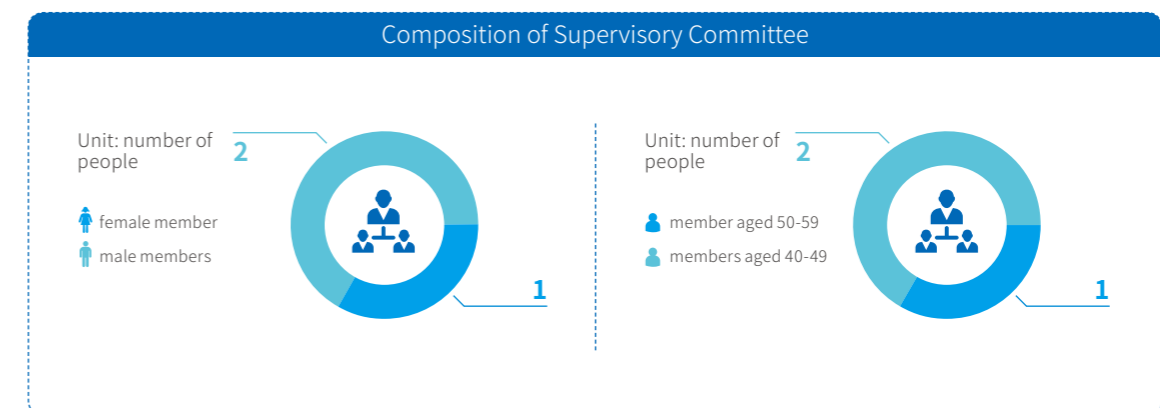 Composition of Supervisory Committee
Unit: number of
people
2
female member
male members
1
Unit: number of
people
2
member aged 50-59
members aged 40-49
1